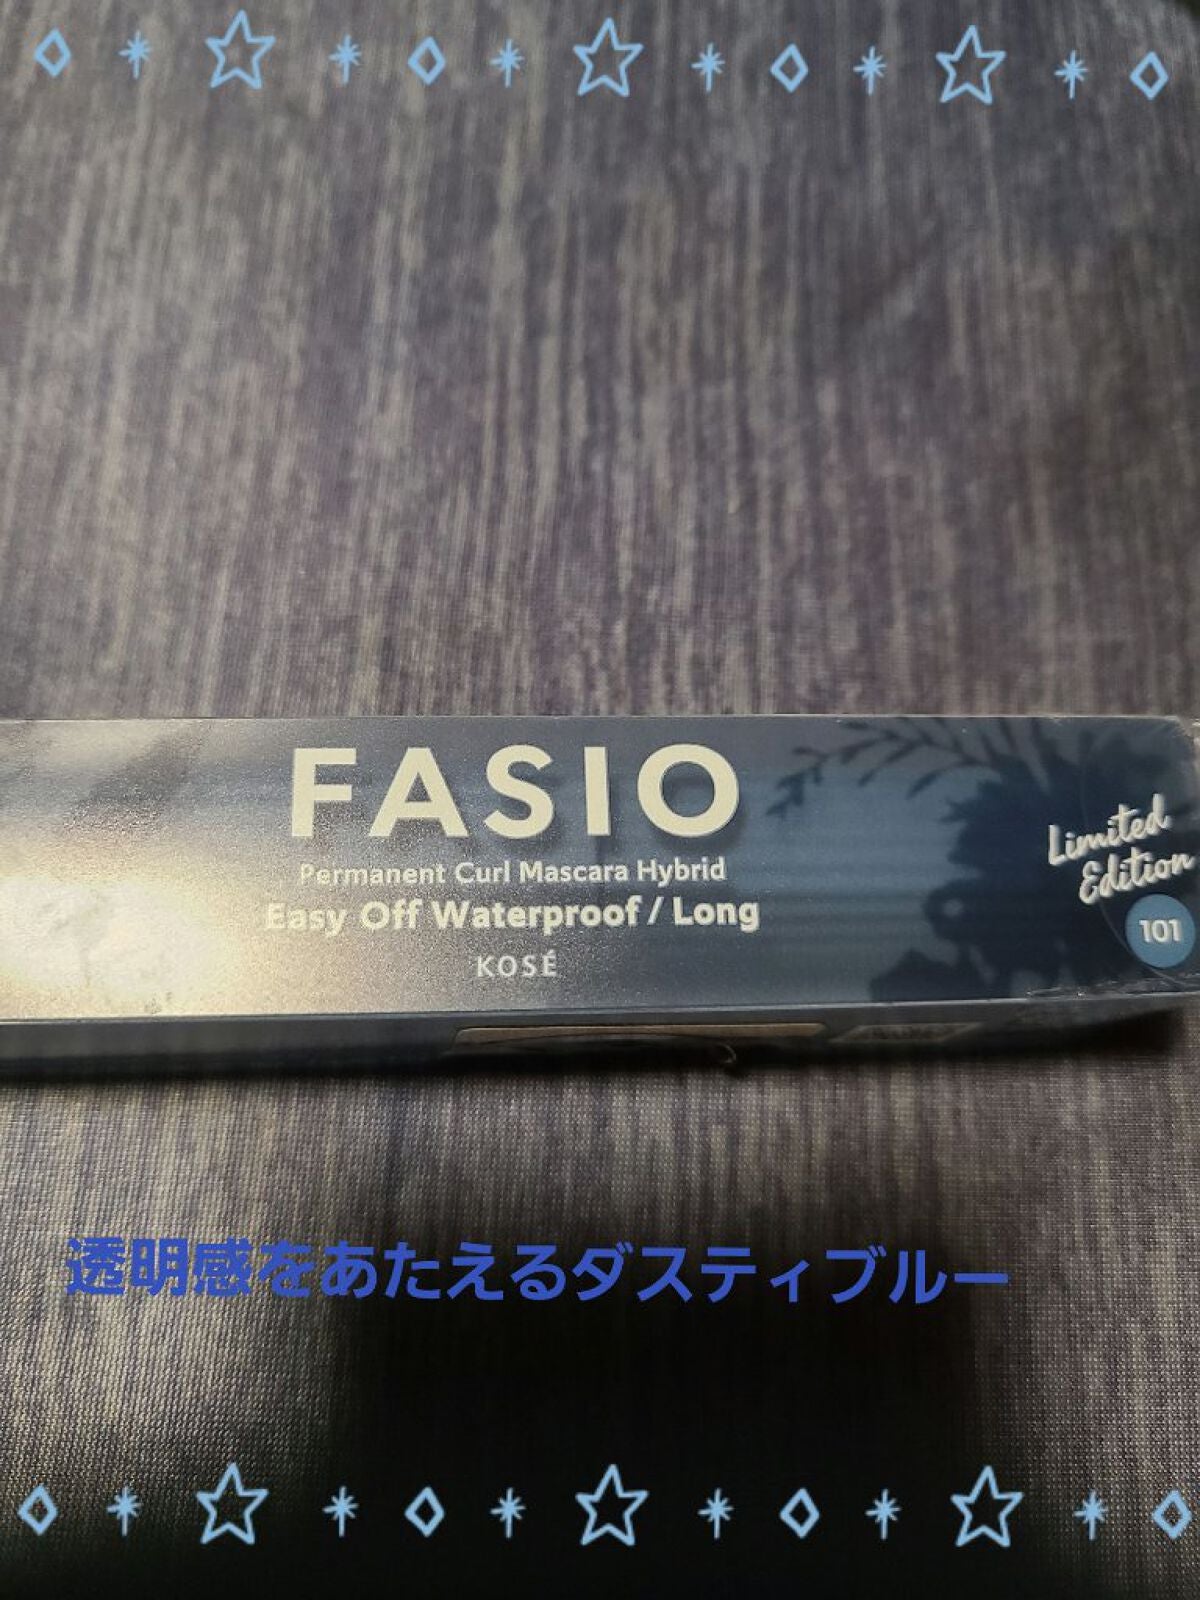 FASIO
Permanent Curl Mascara Hybrid
Easy Off Waterproof / Long
KOSÉ
Limited
Edition
101
透明感をあたえるダスティブルー